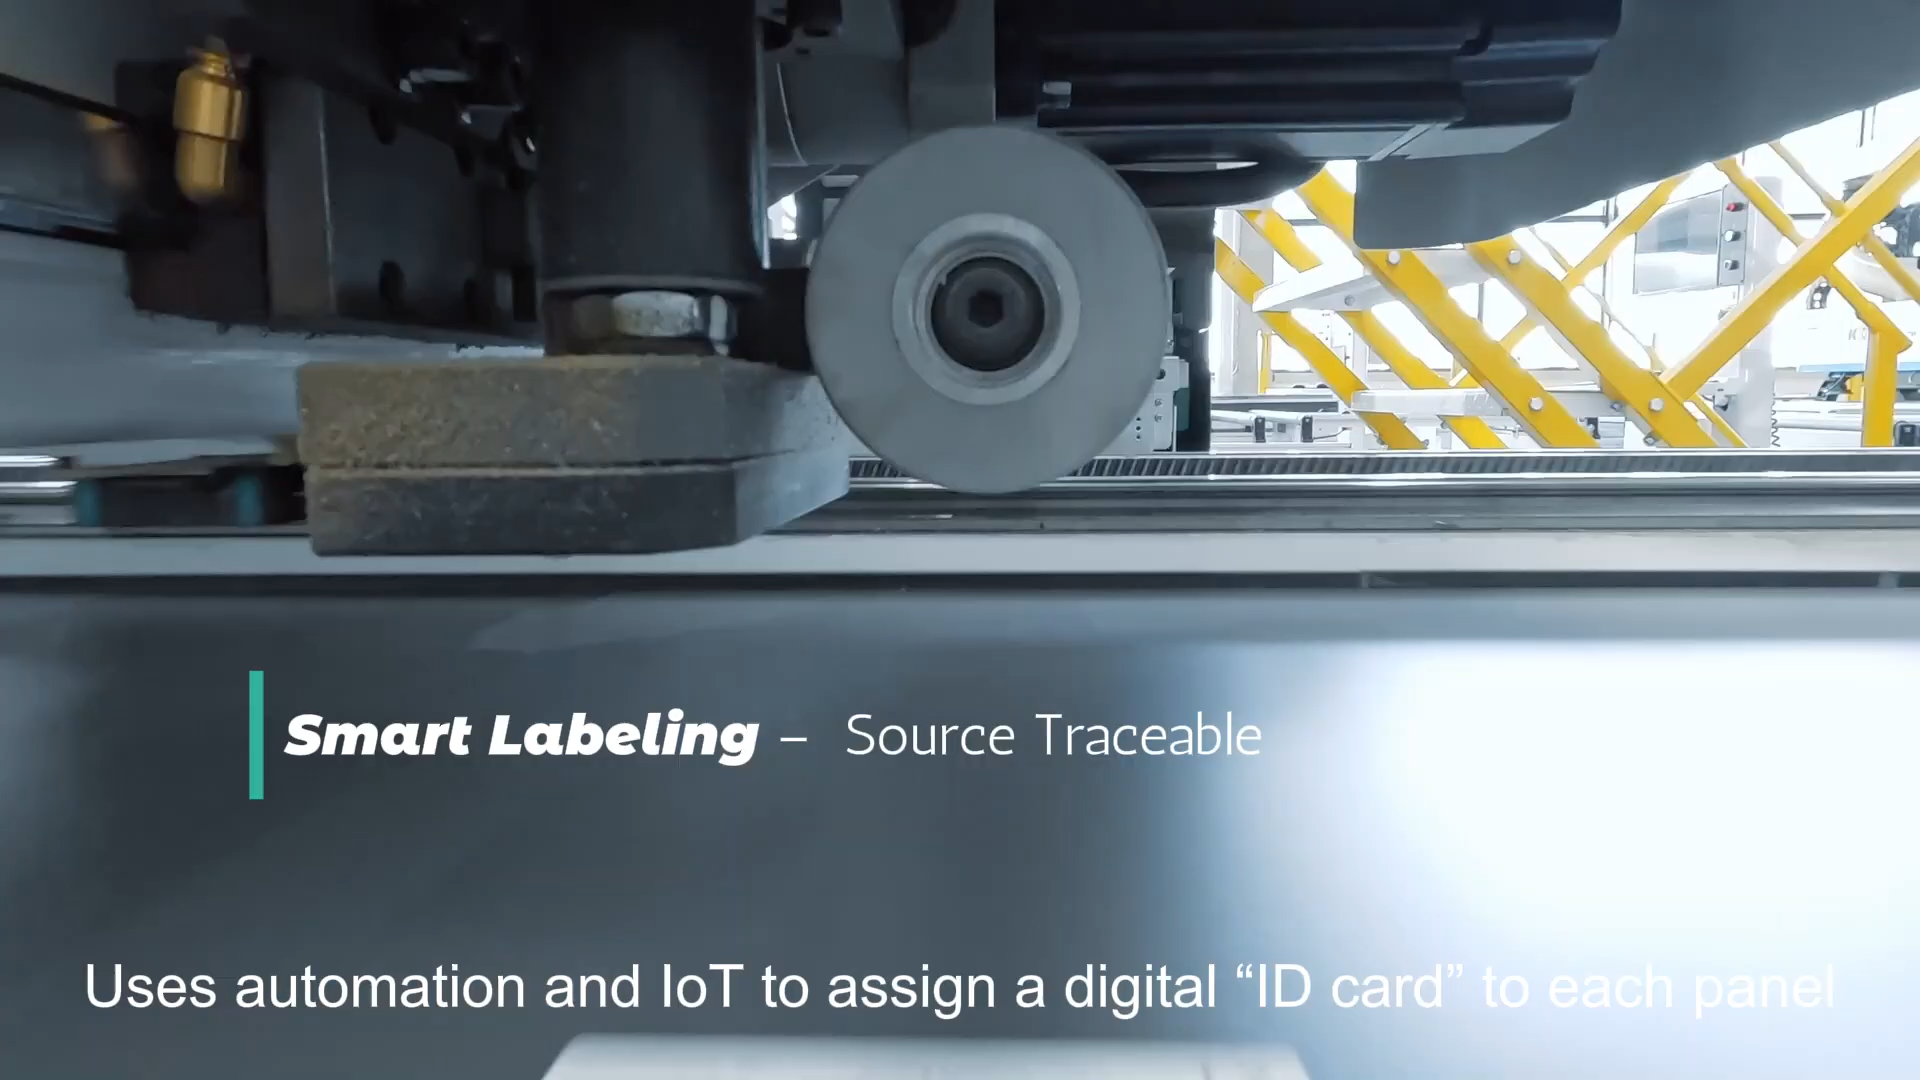 Smart Labeling – Source Traceable
Uses automation and IoT to assign a digital “ID card” to each panel